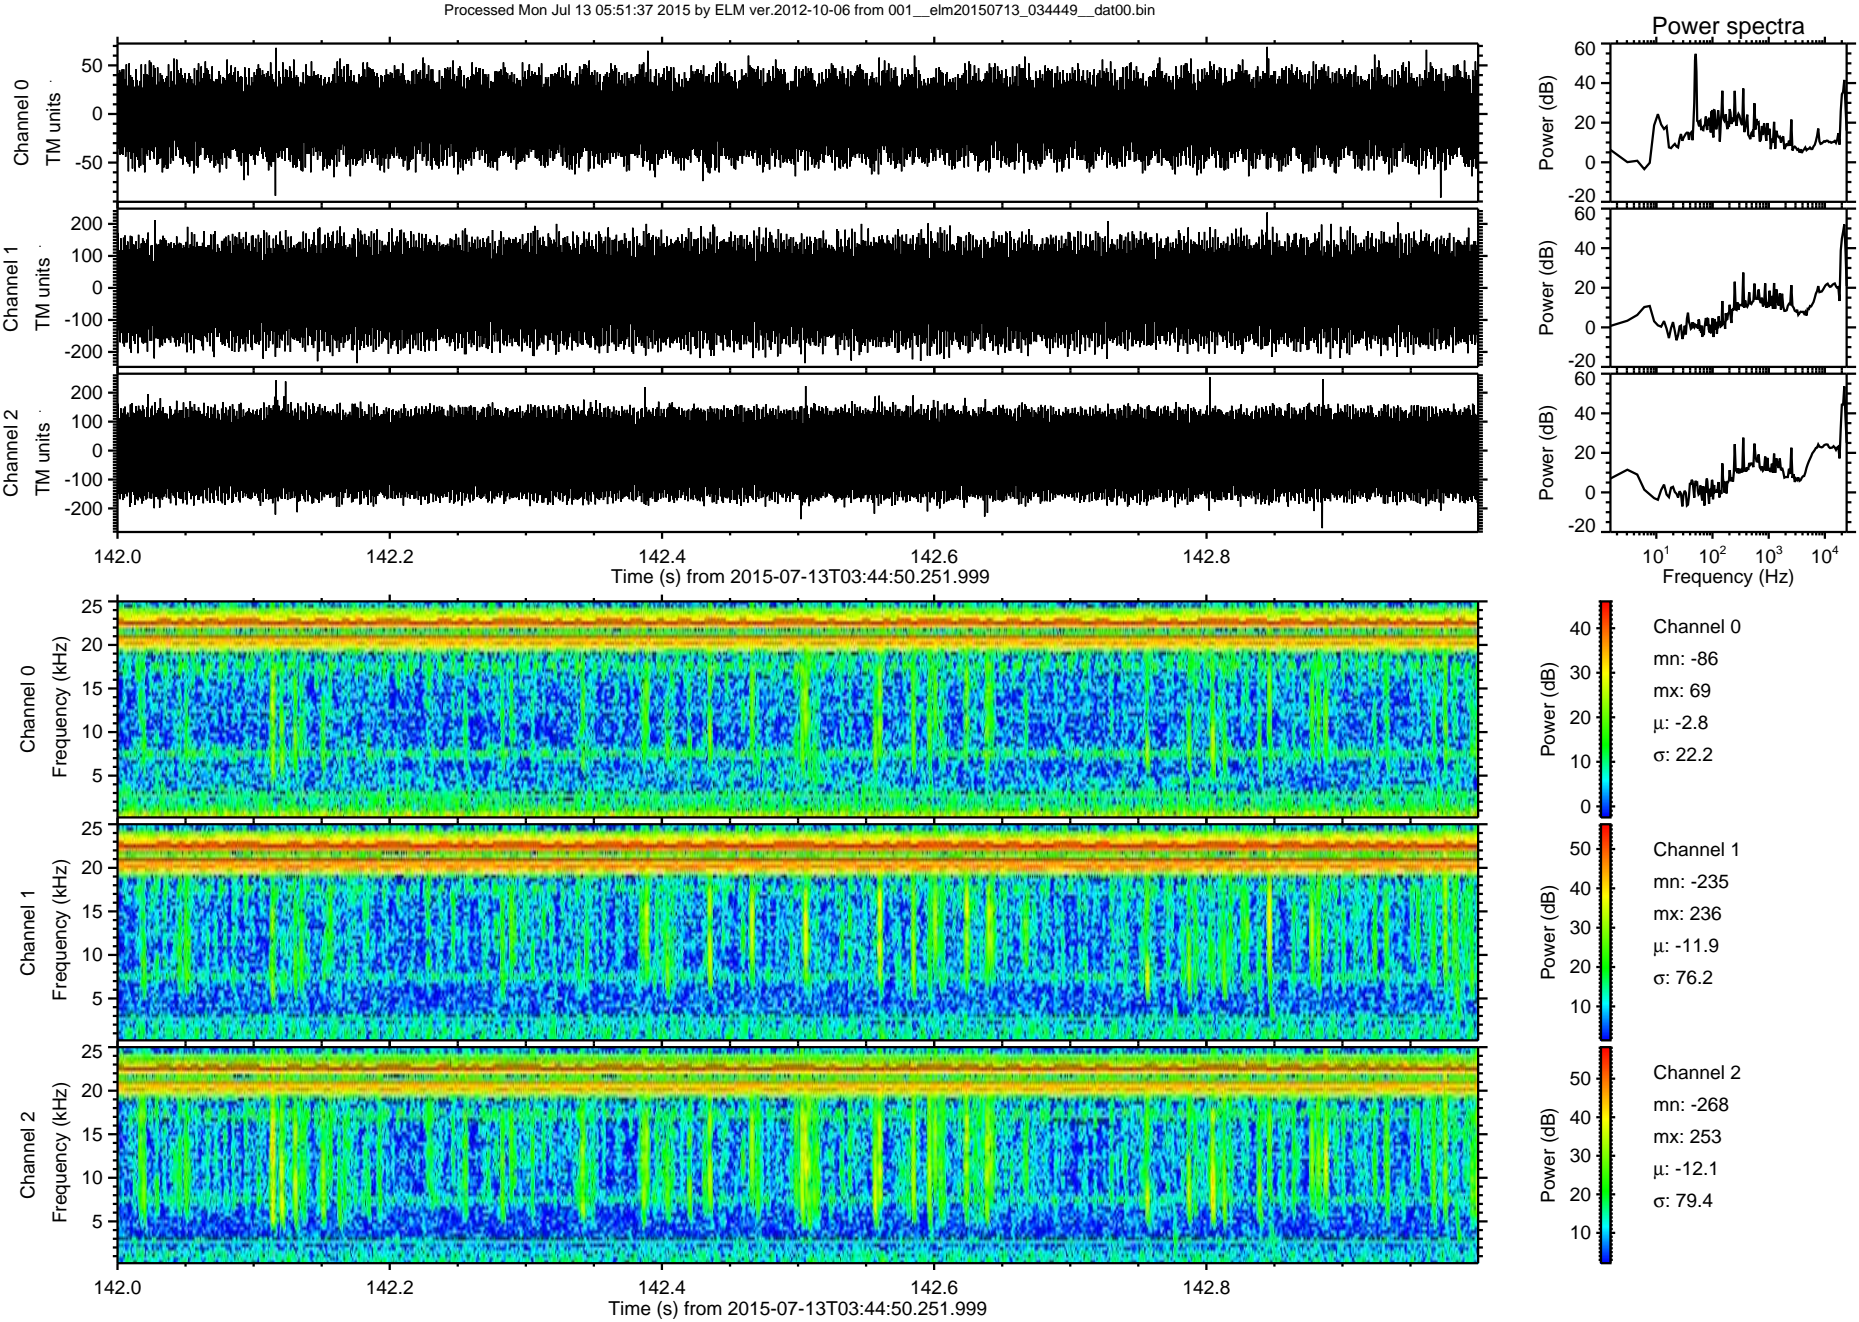 Processed Mon Jul 13 05:51:37 2015 by ELM ver.2012-10-06 from 001__elm20150713_034449__dat00.bin
Power spectra
Channel 0
TM units
50
0
-50
Power (dB)
60
40
20
0
-20
Channel 1
TM units
200
100
0
-100
-200
Power (dB)
60
40
20
0
-20
Channel 2
TM units
200
100
0
-100
-200
Power (dB)
60
40
20
0
-20
142.0 142.2 142.4 142.6 142.8
Time (s) from 2015-07-13T03:44:50.251.999
10^1 10^2 10^3 10^4
Frequency (Hz)
Channel 0
Frequency (kHz)
25
20
15
10
5
Power (dB)
40
30
20
10
0
Channel 0
mn: -86
mx: 69
μ: -2.8
σ: 22.2
Channel 1
Frequency (kHz)
25
20
15
10
5
Power (dB)
50
40
30
20
10
Channel 1
mn: -235
mx: 236
μ: -11.9
σ: 76.2
Channel 2
Frequency (kHz)
25
20
15
10
5
Power (dB)
50
40
30
20
10
Channel 2
mn: -268
mx: 253
μ: -12.1
σ: 79.4
142.0 142.2 142.4 142.6 142.8
Time (s) from 2015-07-13T03:44:50.251.999